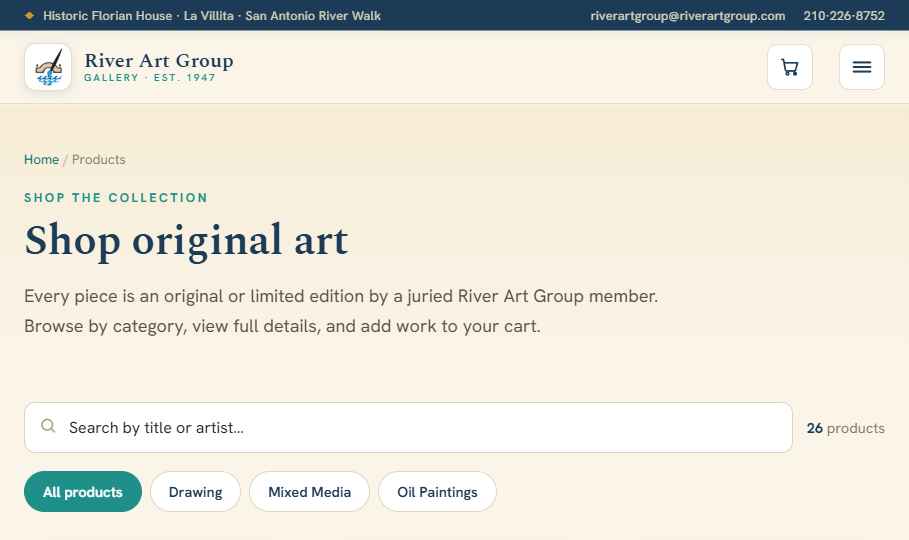 Historic Florian House · La Villita · San Antonio River Walk
riverartgroup@riverartgroup.com 210-226-8752
River Art Group
GALLERY · EST. 1947
Home / Products
SHOP THE COLLECTION
Shop original art
Every piece is an original or limited edition by a juried River Art Group member.
Browse by category, view full details, and add work to your cart.
Search by title or artist…
26 products
All products Drawing Mixed Media Oil Paintings